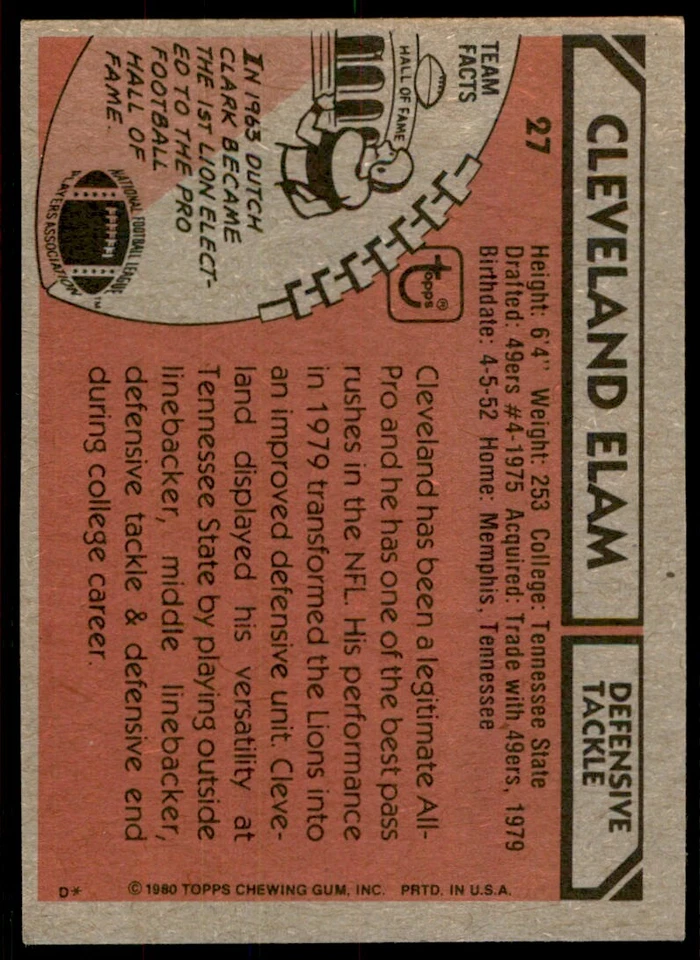 CLEVELAND ELAM
DEFENSIVE
TACKLE
27
Height: 6'4" Weight: 253 College: Tennessee State
Drafted: 49ers #4-1975 Acquired: Trade with 49ers, 1979
Birthdate: 4-5-52 Home: Memphis, Tennessee
TEAM
FACTS
HALL OF FAME
IN 1963 DUTCH
CLARK BECAME
THE 1ST LION ELECT-
ED TO THE PRO
FOOTBALL
HALL OF
FAME.
NATIONAL FOOTBALL LEAGUE
PLAYERS ASSOCIATION
TM
topps®
Cleveland has been a legitimate All-
Pro and he has one of the best pass
rushes in the NFL. His performance
in 1979 transformed the Lions into
an improved defensive unit. Cleve-
land displayed his versatility at
Tennessee State by playing outside
linebacker, middle linebacker,
defensive tackle & defensive end
during college career.
D* © 1980 TOPPS CHEWING GUM, INC. PRTD. IN U.S.A.